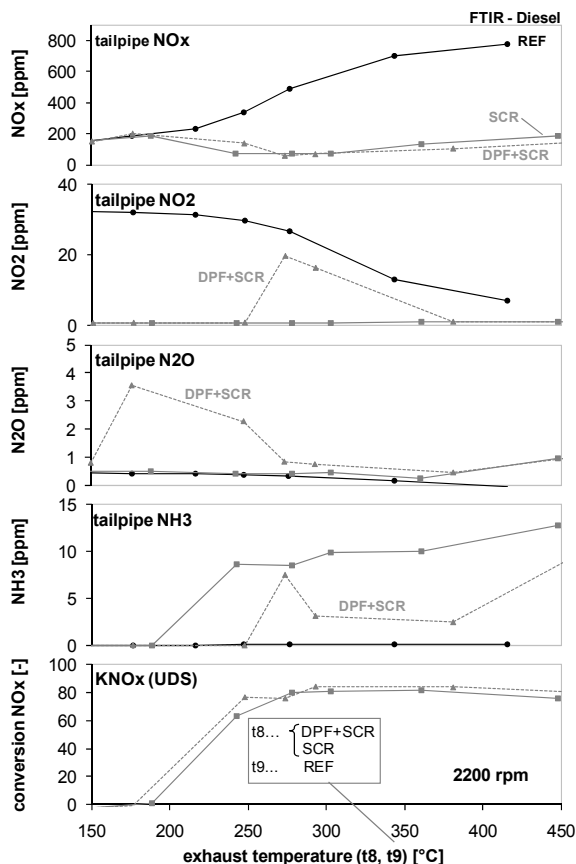 FTIR - Diesel
tailpipe NOx
REF
SCR
DPF+SCR
NOx [ppm]
800
600
400
200
0
tailpipe NO2
DPF+SCR
NO2 [ppm]
40
20
0
tailpipe N2O
DPF+SCR
N2O [ppm]
5
4
3
2
1
0
tailpipe NH3
DPF+SCR
NH3 [ppm]
15
10
5
0
KNOx (UDS)
conversion NOx [-]
100
80
60
40
20
0
t8... DPF+SCR
SCR
t9... REF
2200 rpm
150 200 250 300 350 400 450
exhaust temperature (t8, t9) [°C]